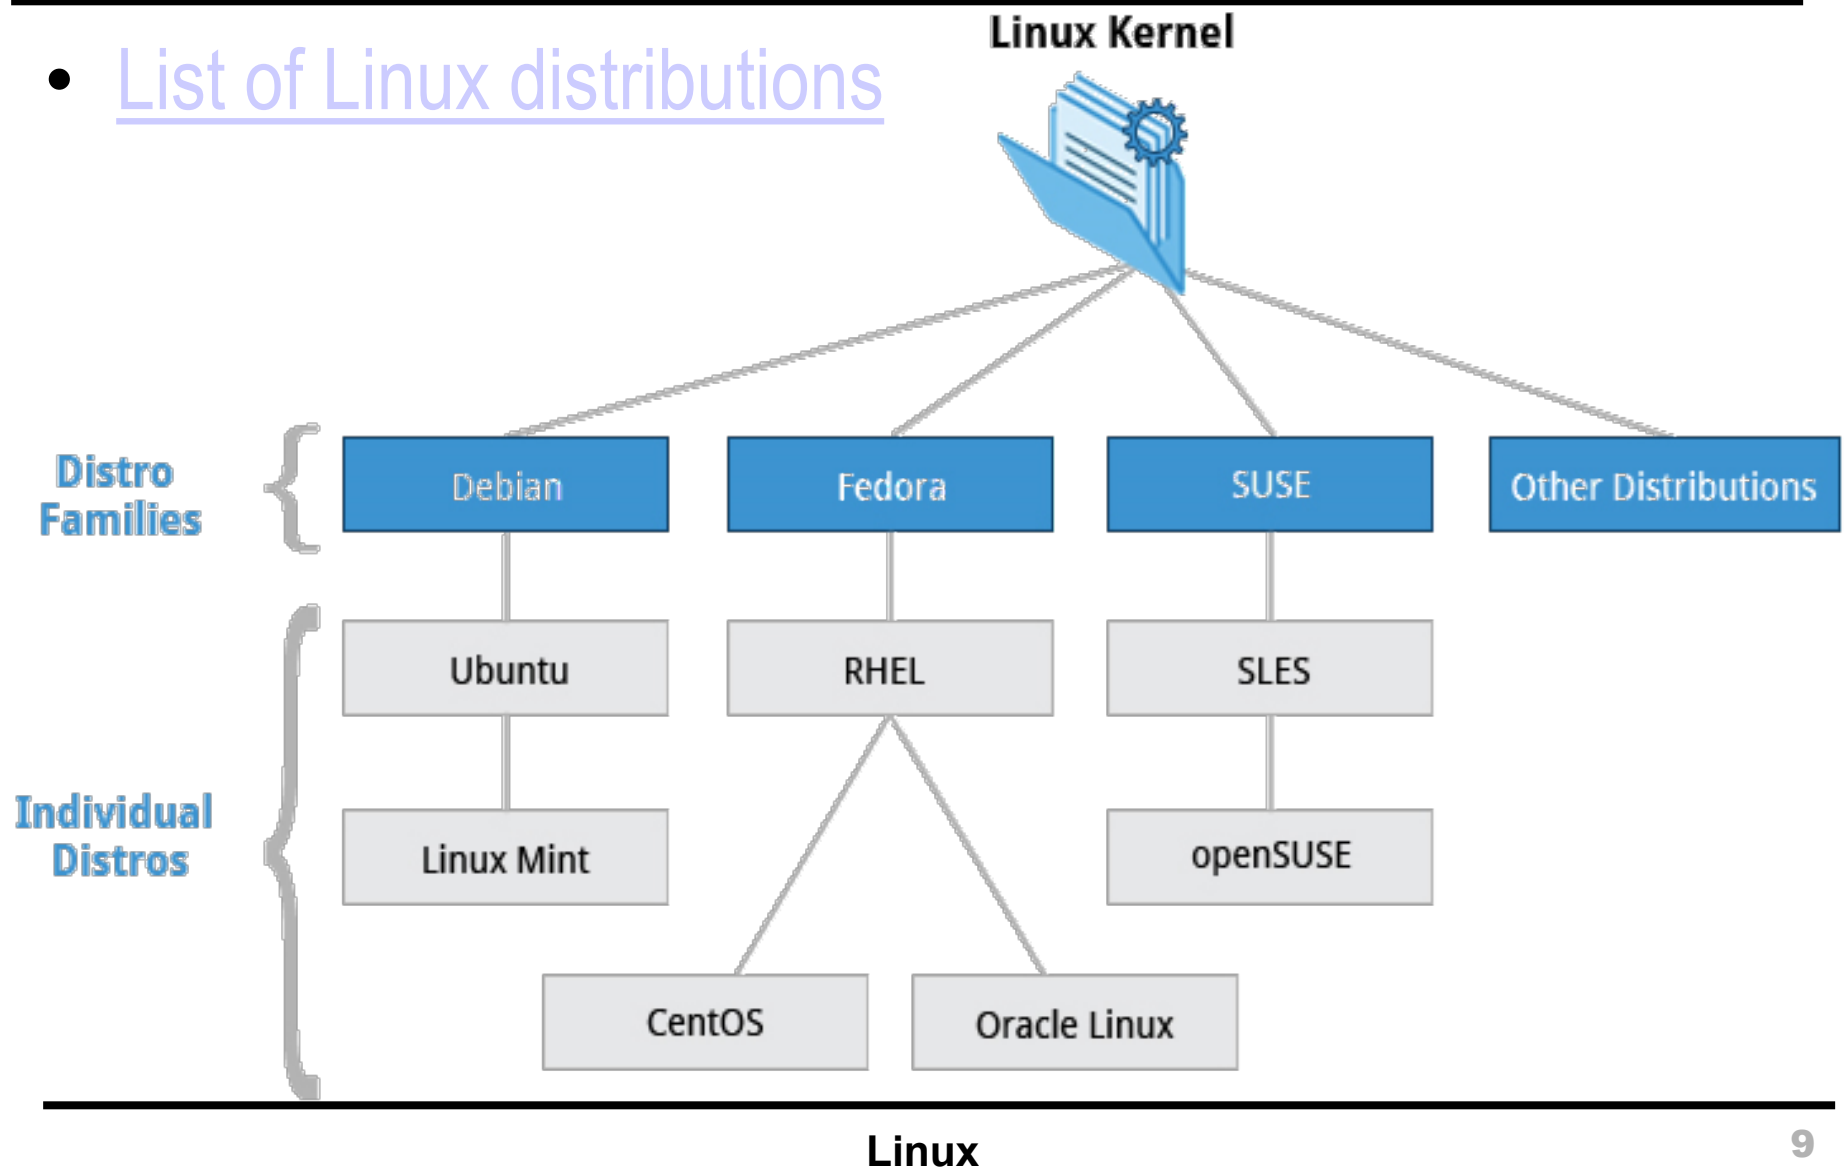 Linux Kernel
• List of Linux distributions
Distro
Families
Debian
Fedora
SUSE
Other Distributions
Individual
Distros
Ubuntu
RHEL
SLES
Linux Mint
openSUSE
CentOS
Oracle Linux
Linux
9